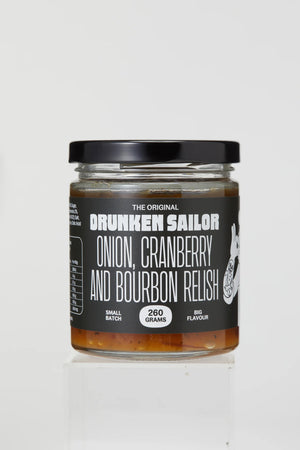 THE ORIGINAL
DRUNKEN SAILOR
ONION, CRANBERRY
AND BOURBON RELISH
SMALL
BATCH
260
GRAMS
BIG
FLAVOUR